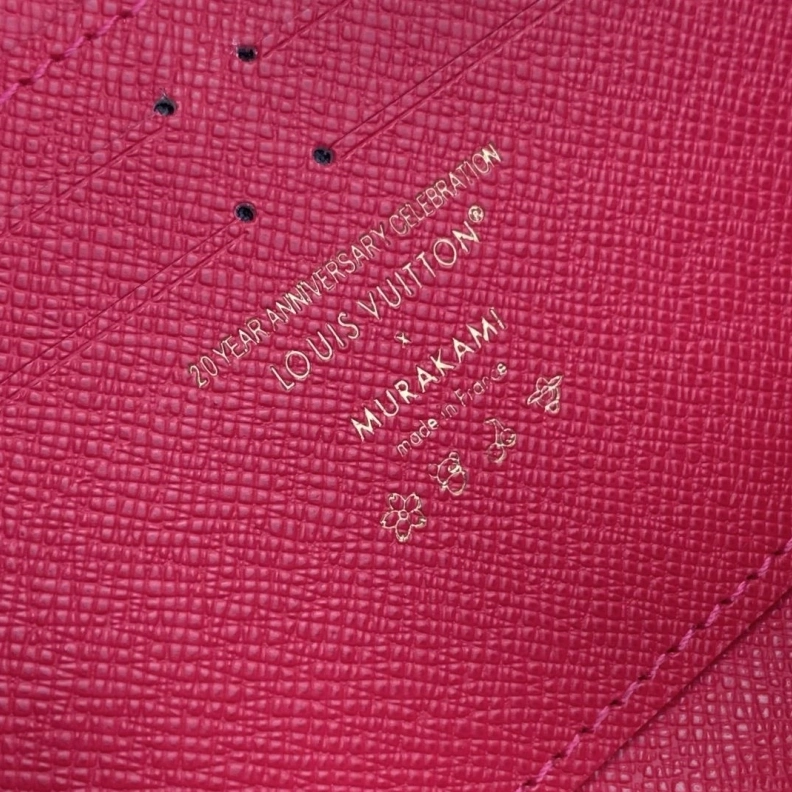 20 YEAR ANNIVERSARY CELEBRATION
LOUIS VUITTON®
x
MURAKAMI
made in France